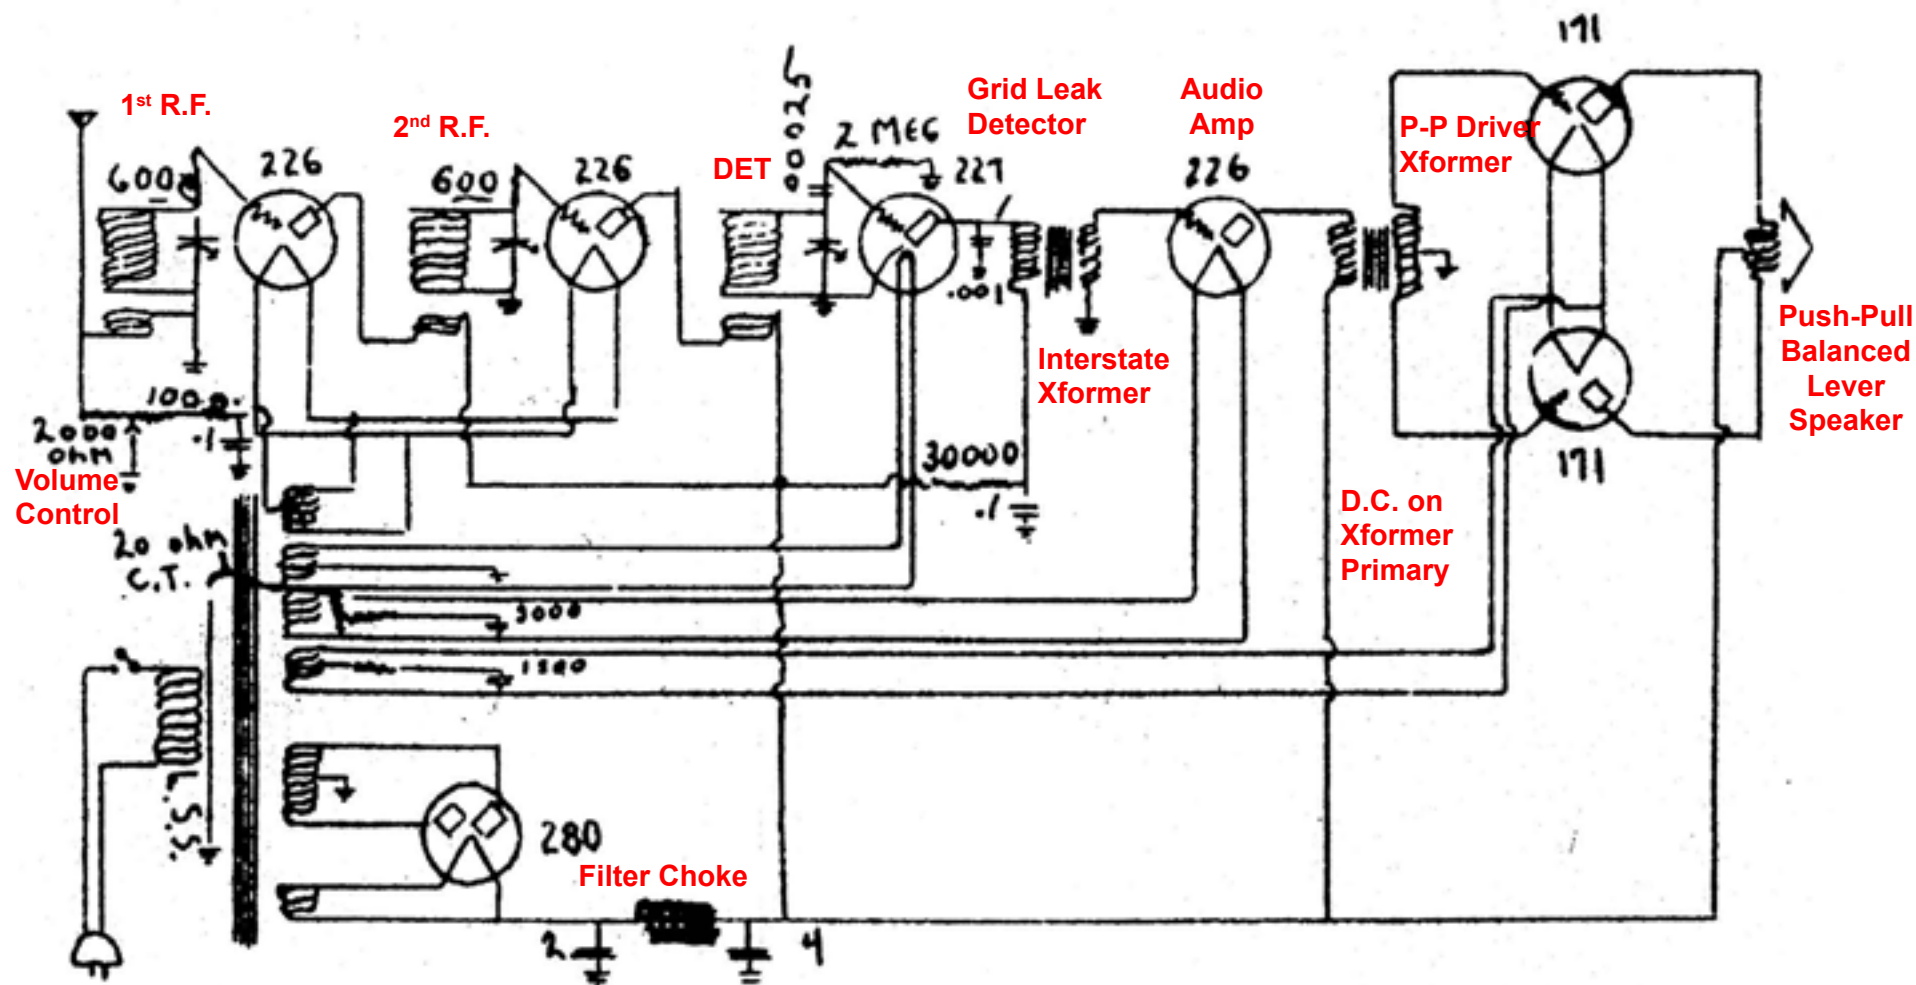 171
1st R.F.
2nd R.F.
DET
.00025
2 MEG
Grid Leak
Detector
Audio
Amp
P-P Driver
Xformer
600
226
600
226
227
226
.001
Interstate
Xformer
Push-Pull
Balanced
Lever
Speaker
2000
ohm
.1
Volume
Control
30000
.1
171
D.C. on
Xformer
Primary
20 ohm
C.T.
3000
1500
S.S.
280
Filter Choke
2
4